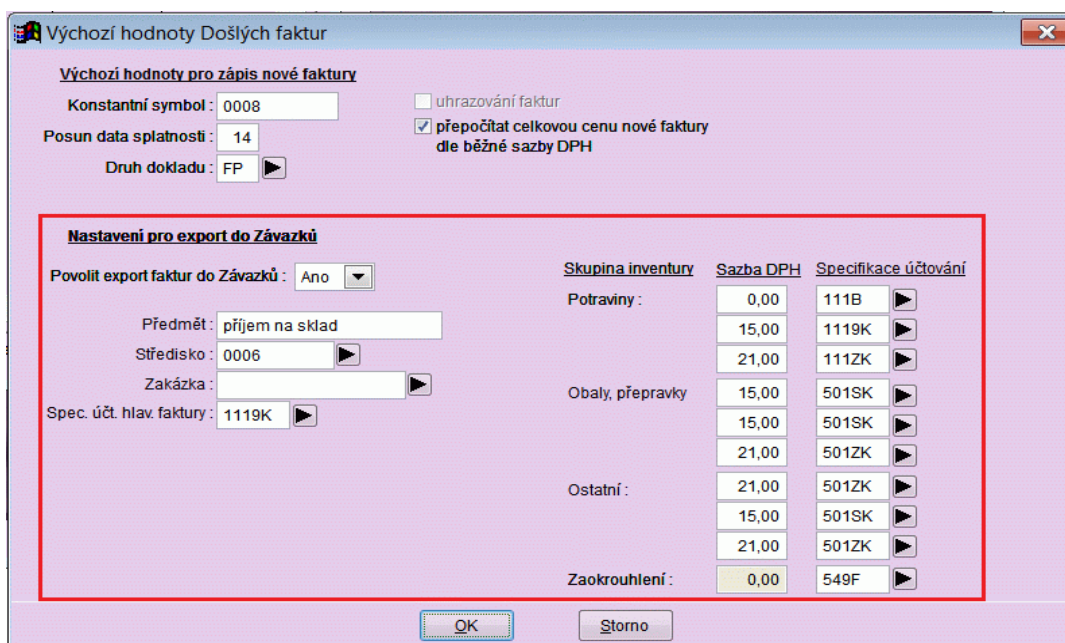 Výchozí hodnoty Došlých faktur
Výchozí hodnoty pro zápis nové faktury
Konstantní symbol : 0008
uhrazování faktur
Posun data splatnosti : 14
přepočítat celkovou cenu nové faktury
dle běžné sazby DPH
Druh dokladu : FP
Nastavení pro export do Závazků
Povolit export faktur do Závazků : Ano
Skupina inventury Sazba DPH Specifikace účtování
Potraviny : 0,00 111B
Předmět : příjem na sklad
15,00 1119K
Středisko : 0006
21,00 111ZK
Zakázka :
Obaly, přepravky 15,00 501SK
Spec. účt. hlav. faktury : 1119K
15,00 501SK
21,00 501ZK
Ostatní : 21,00 501ZK
15,00 501SK
21,00 501ZK
Zaokrouhlení : 0,00 549F
OK Storno